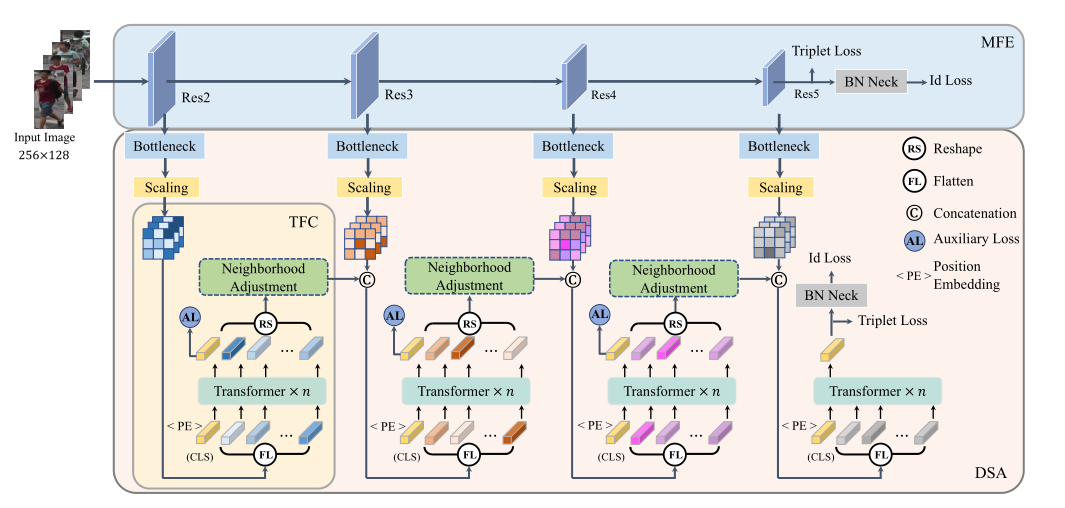 MFE
Triplet Loss
BN Neck
Id Loss
Res2
Res3
Res4
Res5
Input Image
256×128
Bottleneck
Bottleneck
Bottleneck
Bottleneck
RS Reshape
Scaling
Scaling
Scaling
Scaling
FL Flatten
TFC
C Concatenation
AL Auxiliary Loss
< PE > Position
Embedding
Neighborhood
Adjustment
C
Neighborhood
Adjustment
C
Neighborhood
Adjustment
C
Id Loss
BN Neck
Triplet Loss
AL
RS
AL
RS
AL
RS
...
...
...
Transformer × n
Transformer × n
Transformer × n
Transformer × n
< PE >
...
< PE >
...
< PE >
...
< PE >
...
(CLS)
FL
(CLS)
FL
(CLS)
FL
(CLS)
FL
DSA